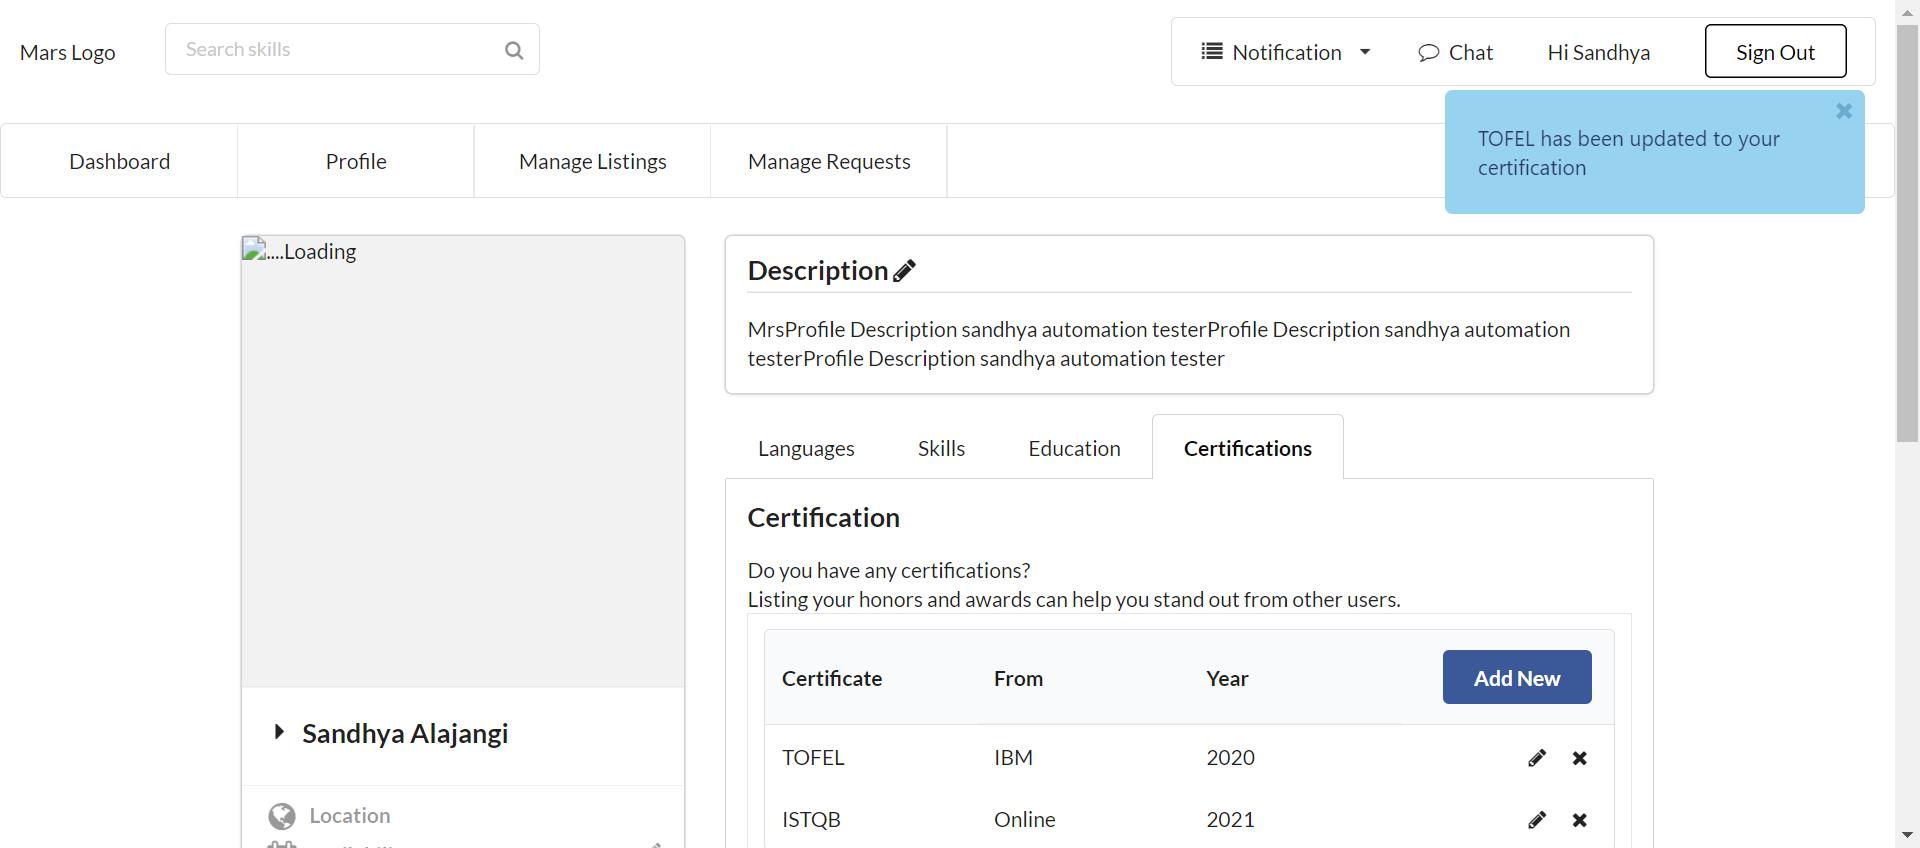 Mars Logo
Search skills
Notification
Chat
Hi Sandhya
Sign Out
Dashboard
Profile
Manage Listings
Manage Requests
TOFEL has been updated to your
certification
....Loading
Sandhya Alajangi
Location
Description
MrsProfile Description sandhya automation testerProfile Description sandhya automation
testerProfile Description sandhya automation tester
Languages
Skills
Education
Certifications
Certification
Do you have any certifications?
Listing your honors and awards can help you stand out from other users.
Certificate From Year Add New
TOFEL IBM 2020
ISTQB Online 2021